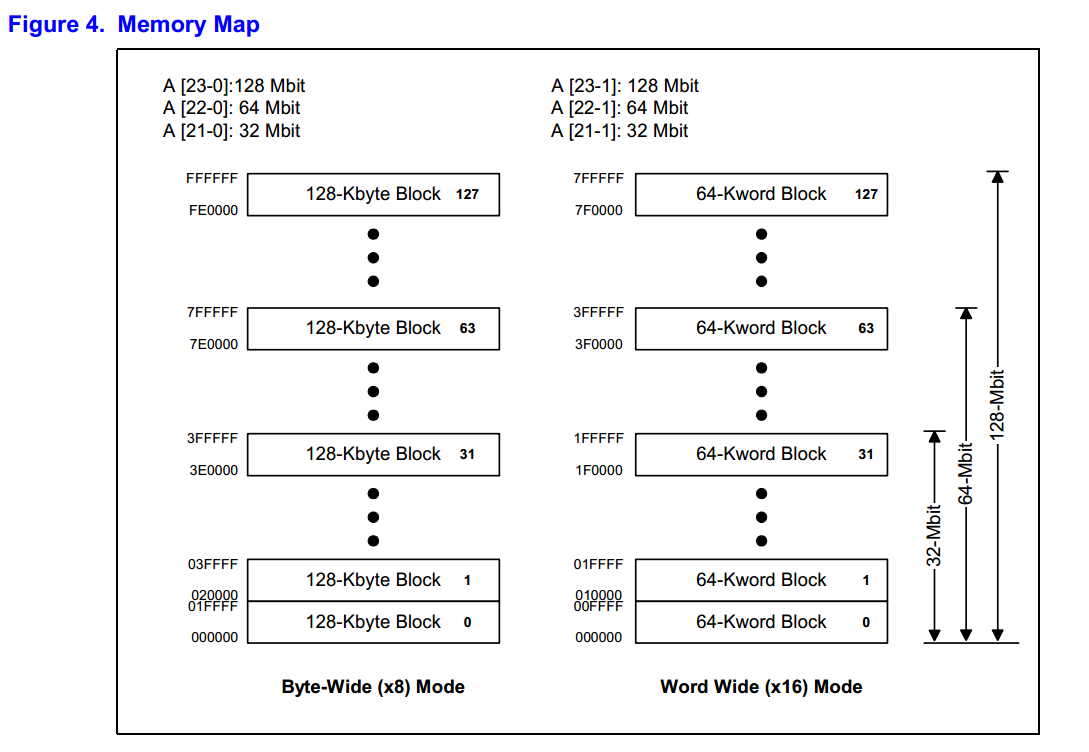 Figure 4. Memory Map
A [23-0]:128 Mbit
A [22-0]: 64 Mbit
A [21-0]: 32 Mbit
A [23-1]: 128 Mbit
A [22-1]: 64 Mbit
A [21-1]: 32 Mbit
FFFFFF
128-Kbyte Block 127
FE0000
7FFFFF
128-Kbyte Block 63
7E0000
3FFFFF
128-Kbyte Block 31
3E0000
03FFFF
128-Kbyte Block 1
020000
01FFFF
128-Kbyte Block 0
000000
Byte-Wide (x8) Mode
7FFFFF
64-Kword Block 127
7F0000
3FFFFF
64-Kword Block 63
3F0000
1FFFFF
64-Kword Block 31
1F0000
01FFFF
64-Kword Block 1
010000
00FFFF
64-Kword Block 0
000000
Word Wide (x16) Mode
32-Mbit
64-Mbit
128-Mbit